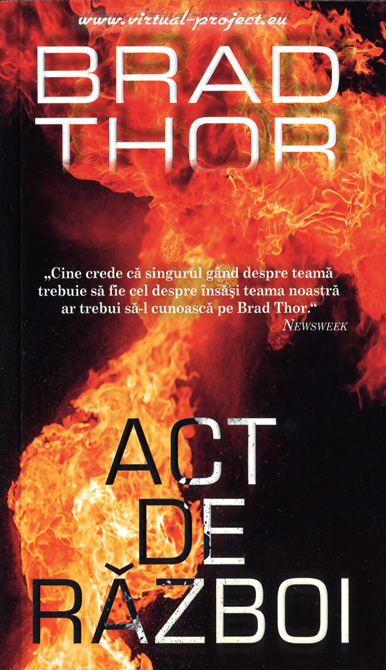 www.virtual-project.eu
BRAD
THOR
„Cine crede că singurul gând despre teamă
trebuie să fie cel despre însăşi teama noastră
ar trebui să-l cunoască pe Brad Thor.“
NEWSWEEK
ACT
DE
RĂZBOI